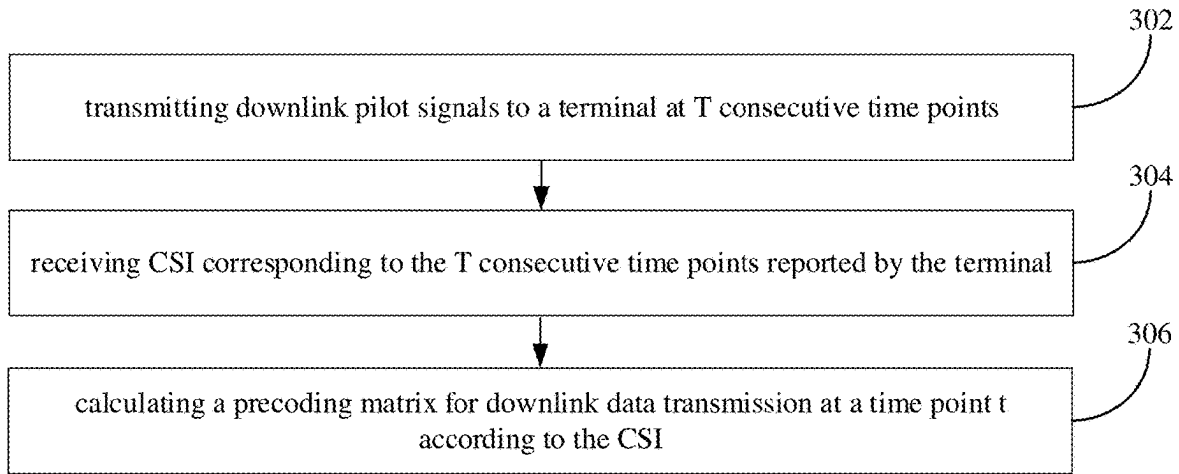 302
transmitting downlink pilot signals to a terminal at T consecutive time points
304
receiving CSI corresponding to the T consecutive time points reported by the terminal
306
calculating a precoding matrix for downlink data transmission at a time point t
according to the CSI